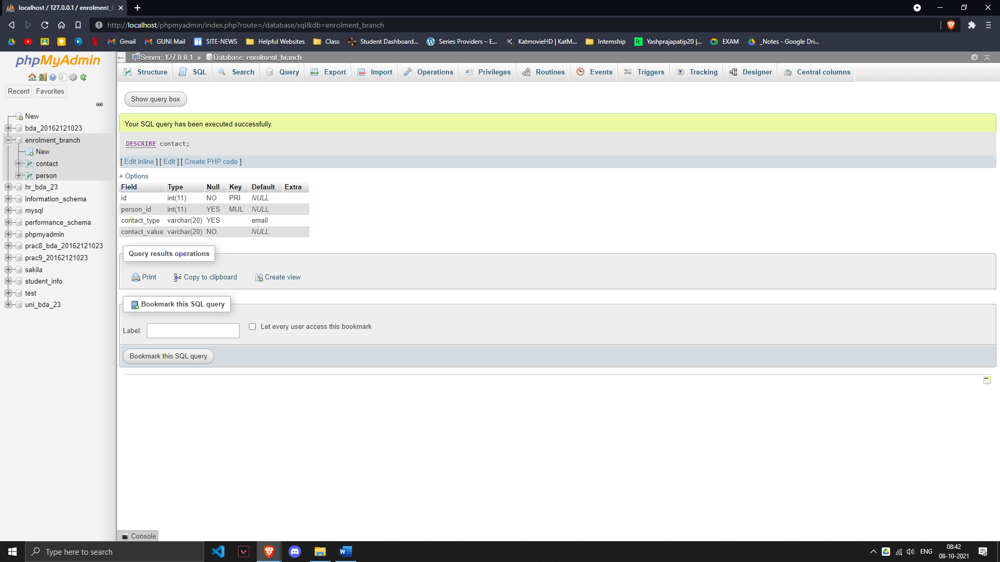 localhost / 127.0.0.1 / enrolment_
http://localhost/phpmyadmin/index.php?route=/database/sql&db=enrolment_branch
Gmail GUNI Mail SITE-NEWS Helpful Websites Class Student Dashboard... Series Providers – E... KatmovieHD | KatM... Internship Yashprajapatip20 |... EXAM _Notes - Google Dri...
phpMyAdmin
Recent Favorites
New
bda_20162121023
enrolment_branch
New
contact
person
hr_bda_23
information_schema
mysql
performance_schema
phpmyadmin
prac8_bda_20162121023
prac9_20162121023
sakila
student_info
test
uni_bda_23
Server: 127.0.0.1 » Database: enrolment_branch
Structure SQL Search Query Export Import Operations Privileges Routines Events Triggers Tracking Designer Central columns
Show query box
Your SQL query has been executed successfully.
DESCRIBE contact;
[ Edit inline ] [ Edit ] [ Create PHP code ]
+ Options
Field Type Null Key Default Extra
id int(11) NO PRI NULL
person_id int(11) YES MUL NULL
contact_type varchar(20) YES email
contact_value varchar(20) NO NULL
Query results operations
Print Copy to clipboard Create view
Bookmark this SQL query
Label: Let every user access this bookmark
Bookmark this SQL query
Console
Type here to search
ENG
08:42
08-10-2021